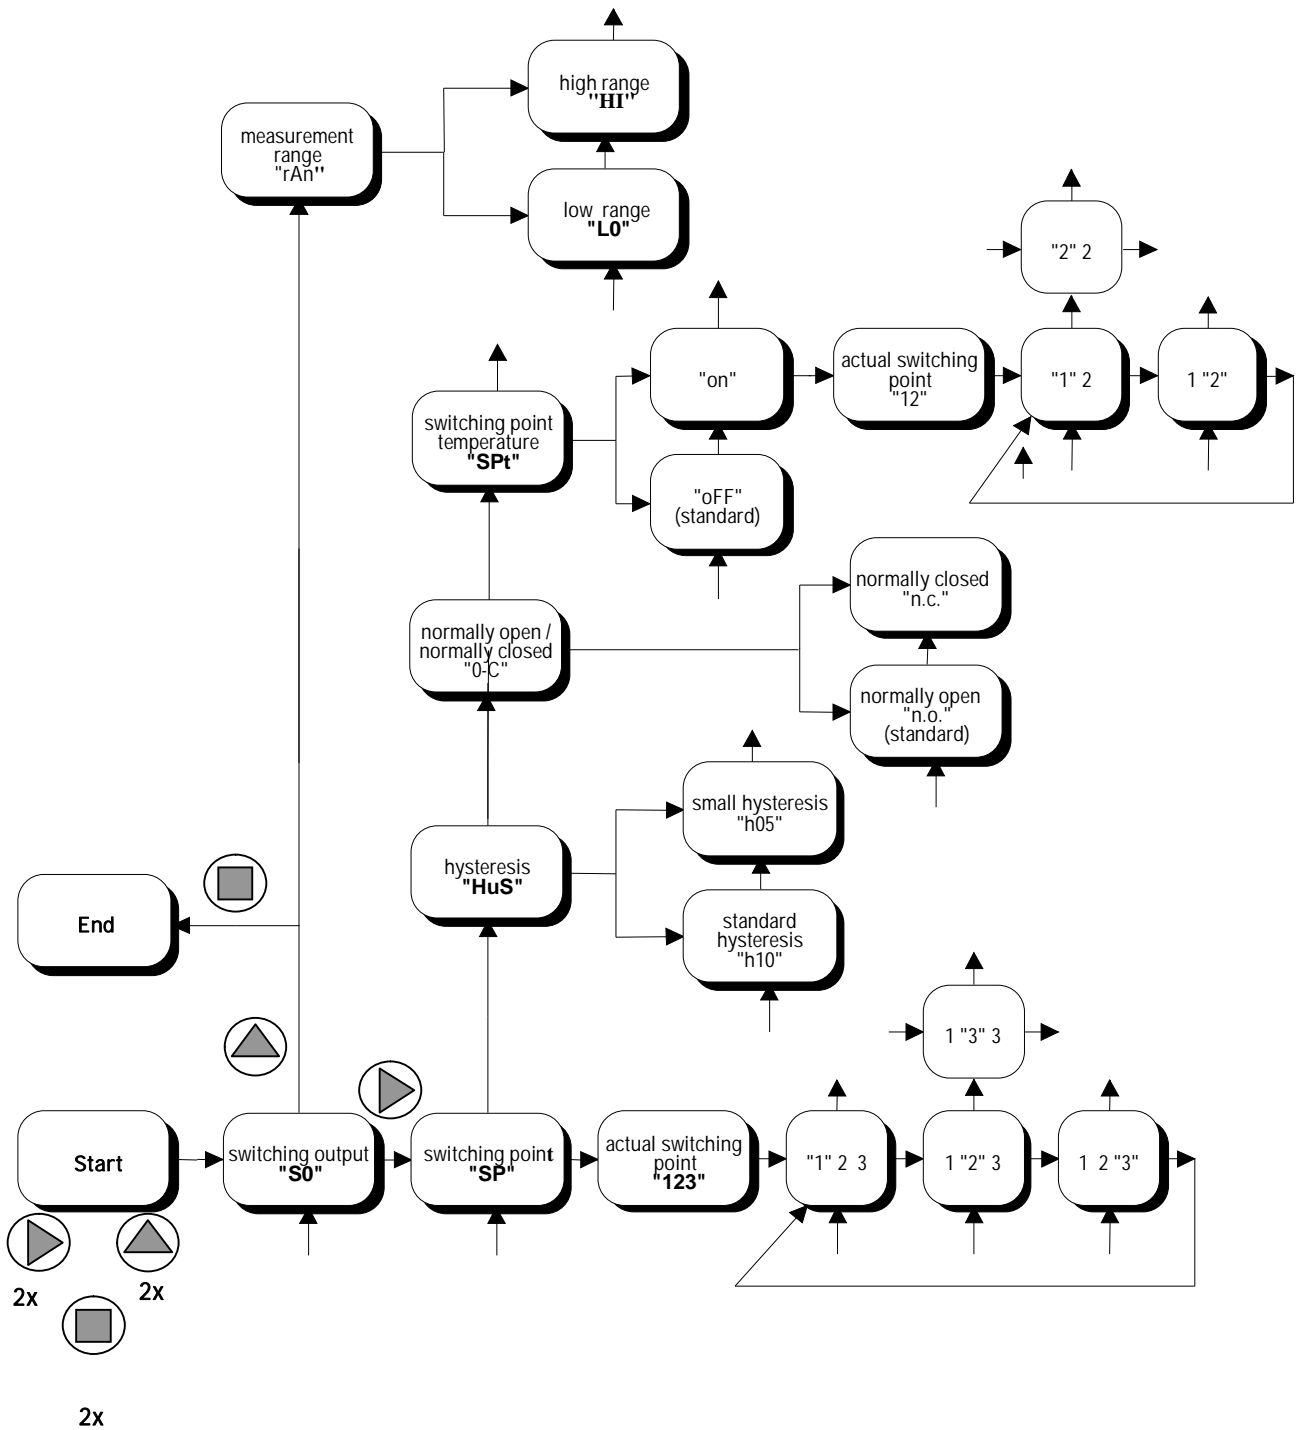 high range
"HI"
measurement
range
"rAn"
low range
"L0"
"2" 2
"on"
actual switching
point
"12"
"1" 2
1 "2"
switching point
temperature
"SPt"
"oFF"
(standard)
normally closed
"n.c."
normally open /
normally closed
"0-C"
normally open
"n.o."
(standard)
small hysteresis
"h05"
hysteresis
"HuS"
standard
hysteresis
"h10"
End
1 "3" 3
Start
switching output
"S0"
switching point
"SP"
actual switching
point
"123"
"1" 2 3
1 "2" 3
1 2 "3"
2x
2x
2x